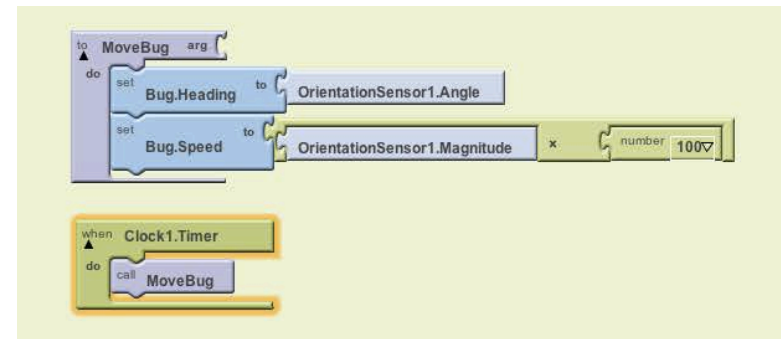 to MoveBug arg
do set Bug.Heading to OrientationSensor1.Angle
set Bug.Speed to OrientationSensor1.Magnitude × number 100
when Clock1.Timer
do call MoveBug